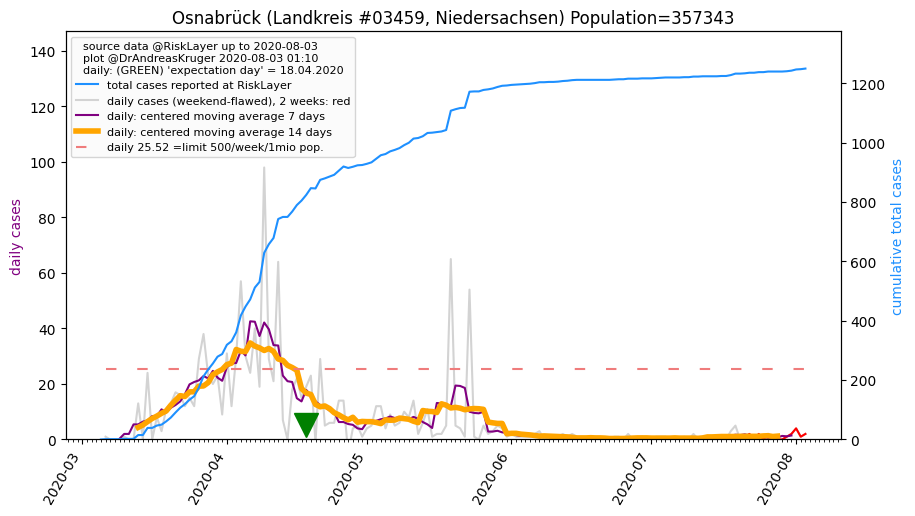 Osnabrück (Landkreis #03459, Niedersachsen) Population=357343
source data @RiskLayer up to 2020-08-03
plot @DrAndreasKruger 2020-08-03 01:10
daily: (GREEN) 'expectation day' = 18.04.2020
total cases reported at RiskLayer
daily cases (weekend-flawed), 2 weeks: red
daily: centered moving average 7 days
daily: centered moving average 14 days
daily 25.52 =limit 500/week/1mio pop.
daily cases
140
120
100
80
60
40
20
0
cumulative total cases
1200
1000
800
600
400
200
0
2020-03
2020-04
2020-05
2020-06
2020-07
2020-08